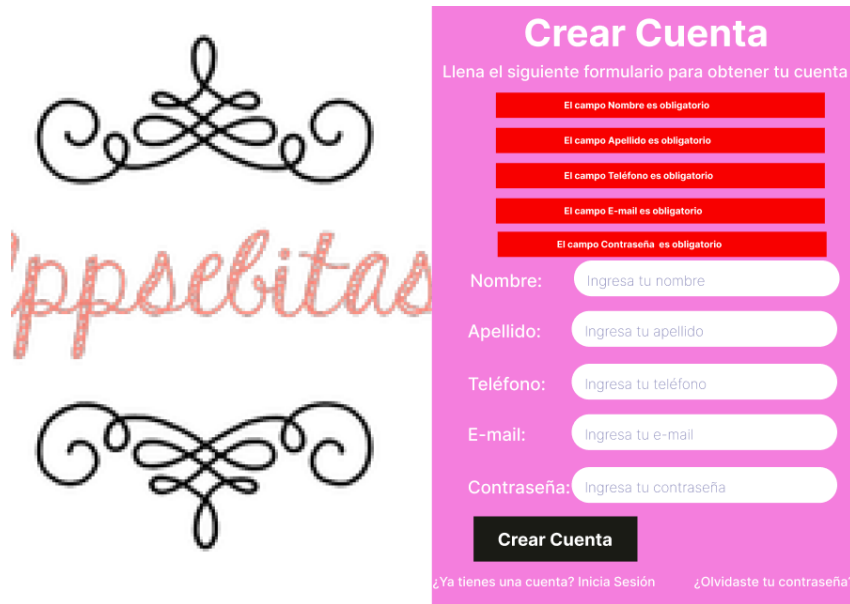 ppsebitas
Crear Cuenta
Llena el siguiente formulario para obtener tu cuenta
El campo Nombre es obligatorio
El campo Apellido es obligatorio
El campo Teléfono es obligatorio
El campo E-mail es obligatorio
El campo Contraseña es obligatorio
Nombre: Ingresa tu nombre
Apellido: Ingresa tu apellido
Teléfono: Ingresa tu teléfono
E-mail: Ingresa tu e-mail
Contraseña: Ingresa tu contraseña
Crear Cuenta
¿Ya tienes una cuenta? Inicia Sesión ¿Olvidaste tu contraseña?